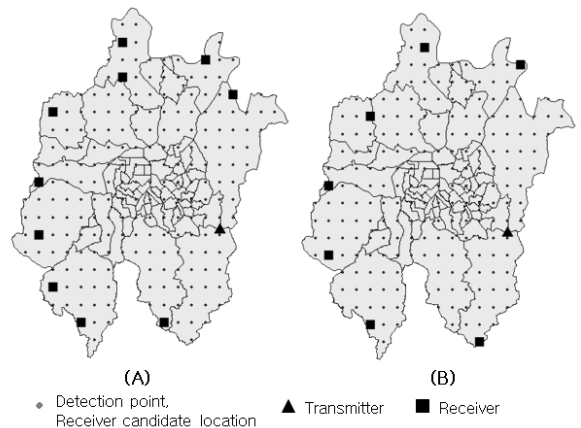 (A)
(B)
Detection point,
Receiver candidate location
Transmitter
Receiver